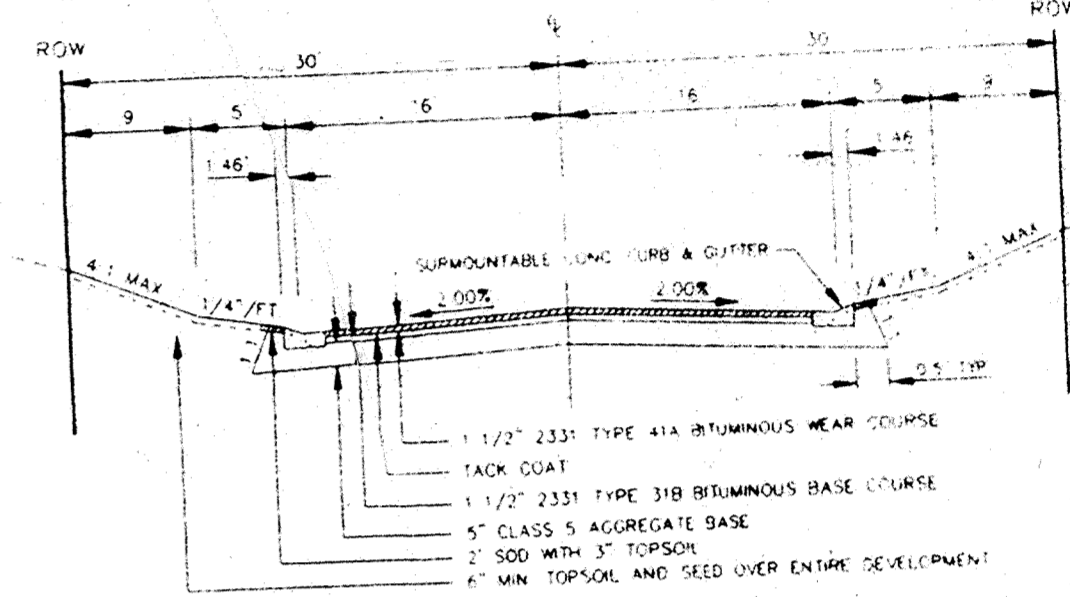 ROW
℄
ROW
30'
30
9
5
16
16
5
9
1.46'
1.46
4:1 MAX
SURMOUNTABLE CONC CURB & GUTTER
4:1 MAX
1/4"/FT
2.00%
2.00%
1/4"/FT
0.5' TYP
1 1/2" 2331 TYPE 41A BITUMINOUS WEAR COURSE
TACK COAT
1 1/2" 2331 TYPE 31B BITUMINOUS BASE COURSE
5" CLASS 5 AGGREGATE BASE
2' SOD WITH 3" TOPSOIL
6" MIN TOPSOIL AND SEED OVER ENTIRE DEVELOPMENT